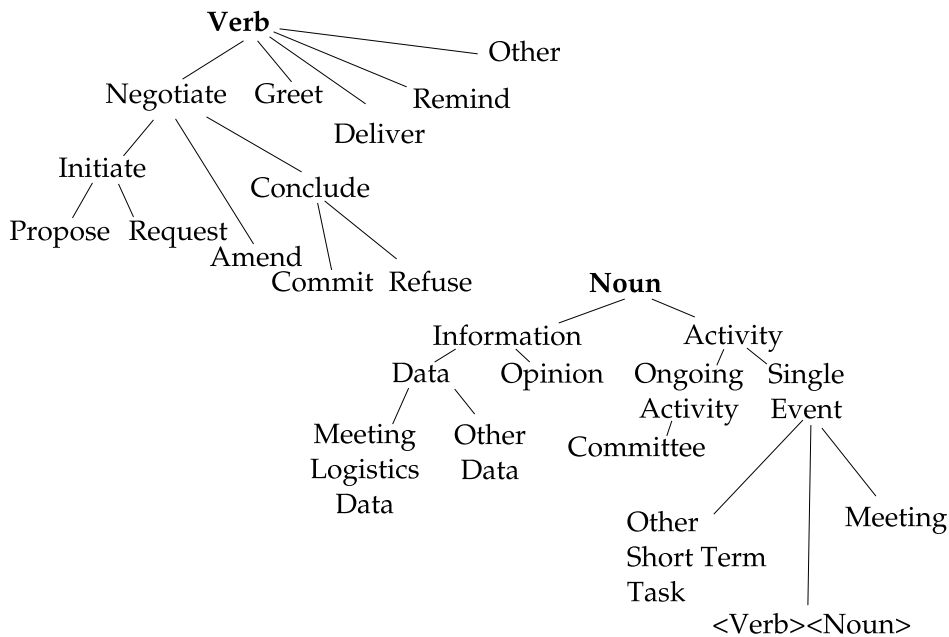 Verb
Other
Negotiate
Greet
Remind
Deliver
Initiate
Conclude
Propose
Request
Amend
Commit
Refuse
Noun
Information
Activity
Data
Opinion
Ongoing
Activity
Single
Event
Meeting
Logistics
Data
Other
Data
Committee
Other
Short Term
Task
Meeting
<Verb><Noun>